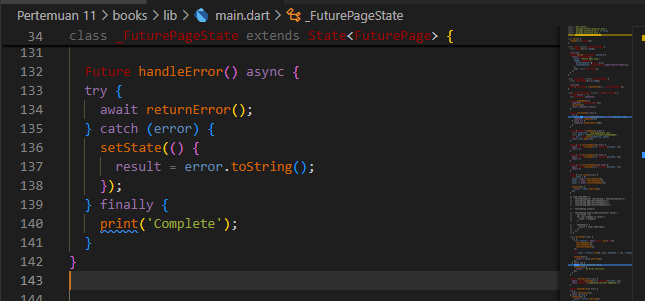 Pertemuan 11 > books > lib > main.dart > _FuturePageState
34 class _FuturePageState extends State<FuturePage> {
131
132 Future handleError() async {
133 try {
134 await returnError();
135 } catch (error) {
136 setState(() {
137 result = error.toString();
138 });
139 } finally {
140 print('Complete');
141 }
142 }
143
144